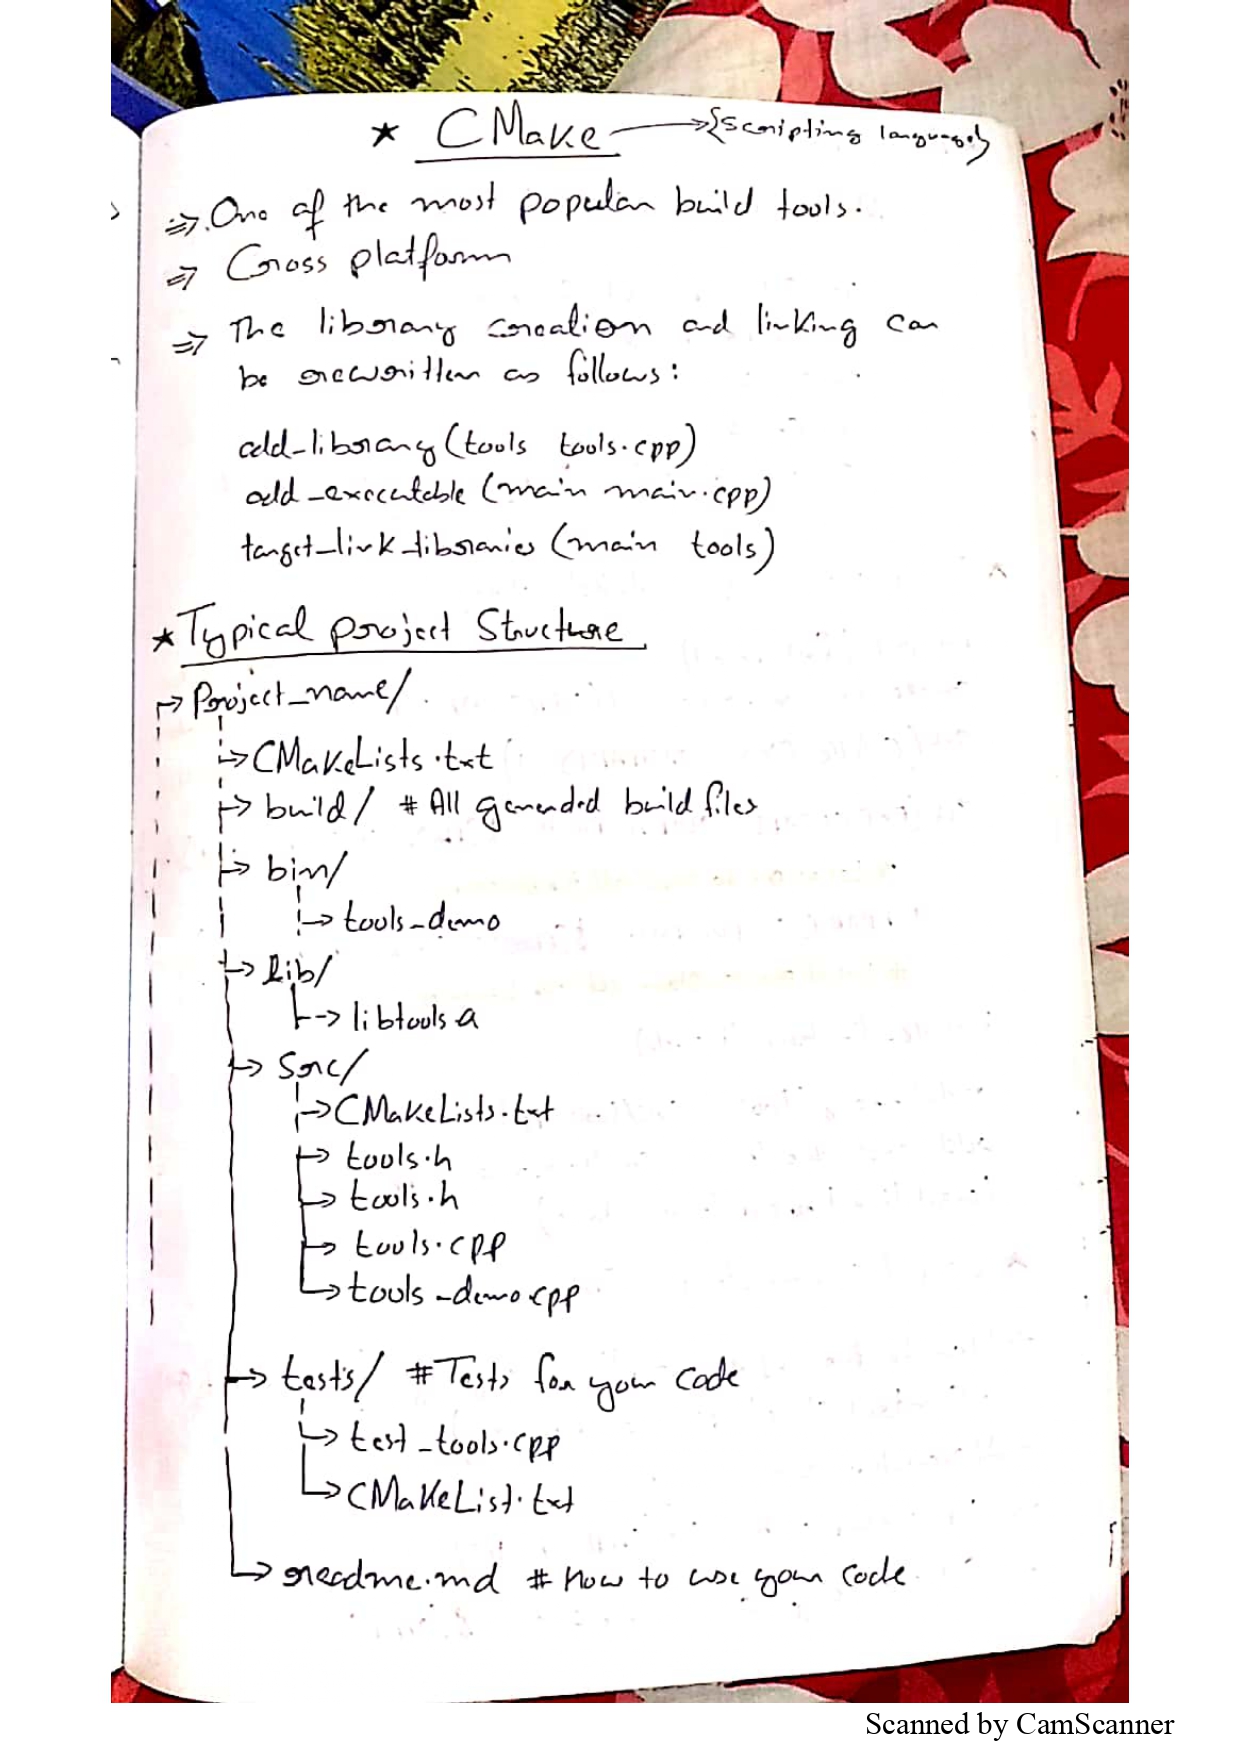 ★ CMake → {Scripting language}
⇒ One of the most popular build tools.
⇒ Cross platform
⇒ The library creation and linking can
be rewritten as follows:
add_library (tools tools.cpp)
add_executable (main main.cpp)
target_link_libraries (main tools)
★ Typical project Structure
→ Project_name/
→ CMakeLists.txt
→ build/ # All generated build files
→ bin/
→ tools_demo
→ lib/
→ libtools.a
→ Src/
→ CMakeLists.txt
→ tools.h
→ tools.h
→ tools.cpp
→ tools_demo.cpp
→ tests/ # Tests for your code
→ test_tools.cpp
→ CMakeList.txt
→ readme.md # How to use your code
Scanned by CamScanner